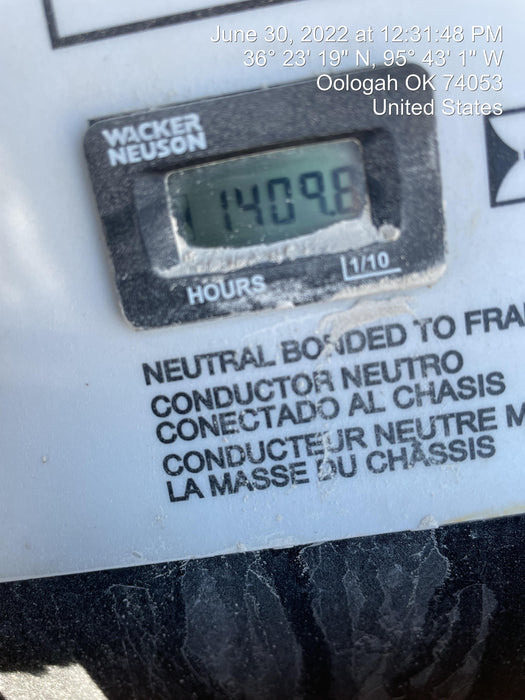 June 30, 2022 at 12:31:48 PM
36° 23' 19" N, 95° 43' 1" W
Oologah OK 74053
United States
WACKER
NEUSON
1409.8
HOURS 1/10
NEUTRAL BONDED TO FRA
CONDUCTOR NEUTRO
CONECTADO AL CHASIS
CONDUCTEUR NEUTRE M
LA MASSE DU CHÂSSIS